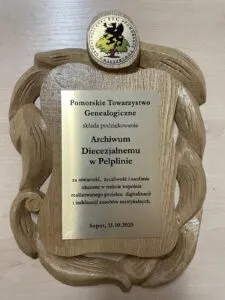 Pomorskie Towarzystwo
Genealogiczne
składa podziękowania
Archiwum
Diecezjalnemu
w Pelplinie
za otwartość, życzliwość i zaufanie
okazane w trakcie wspólnie
realizowanego projektu digitalizacji
i indeksacji zasobów metrykalnych.
Sopot, 11.10.2025